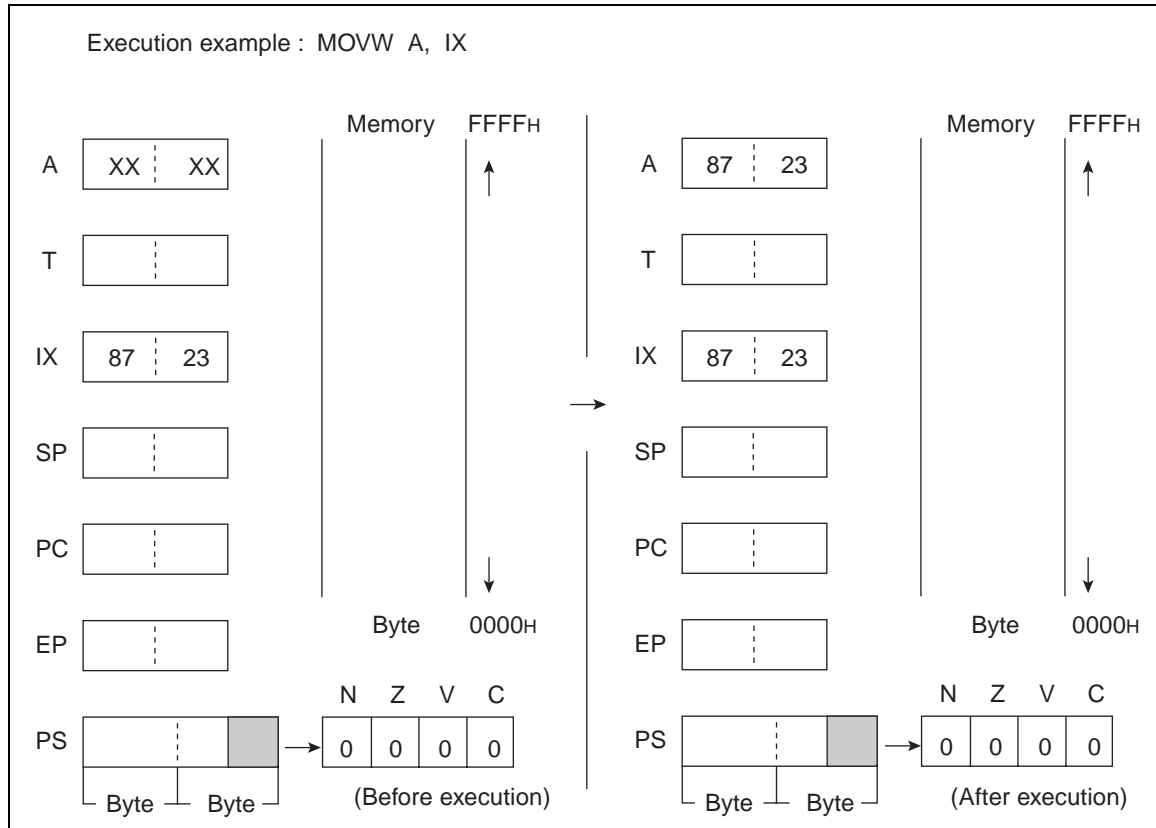 Execution example : MOVW A, IX
Memory FFFFH
A XX XX
T
IX 87 23
SP
PC
Byte 0000H
EP
N Z V C
PS 0 0 0 0
Byte Byte (Before execution)
Memory FFFFH
A 87 23
T
IX 87 23
SP
PC
Byte 0000H
EP
N Z V C
PS 0 0 0 0
Byte Byte (After execution)